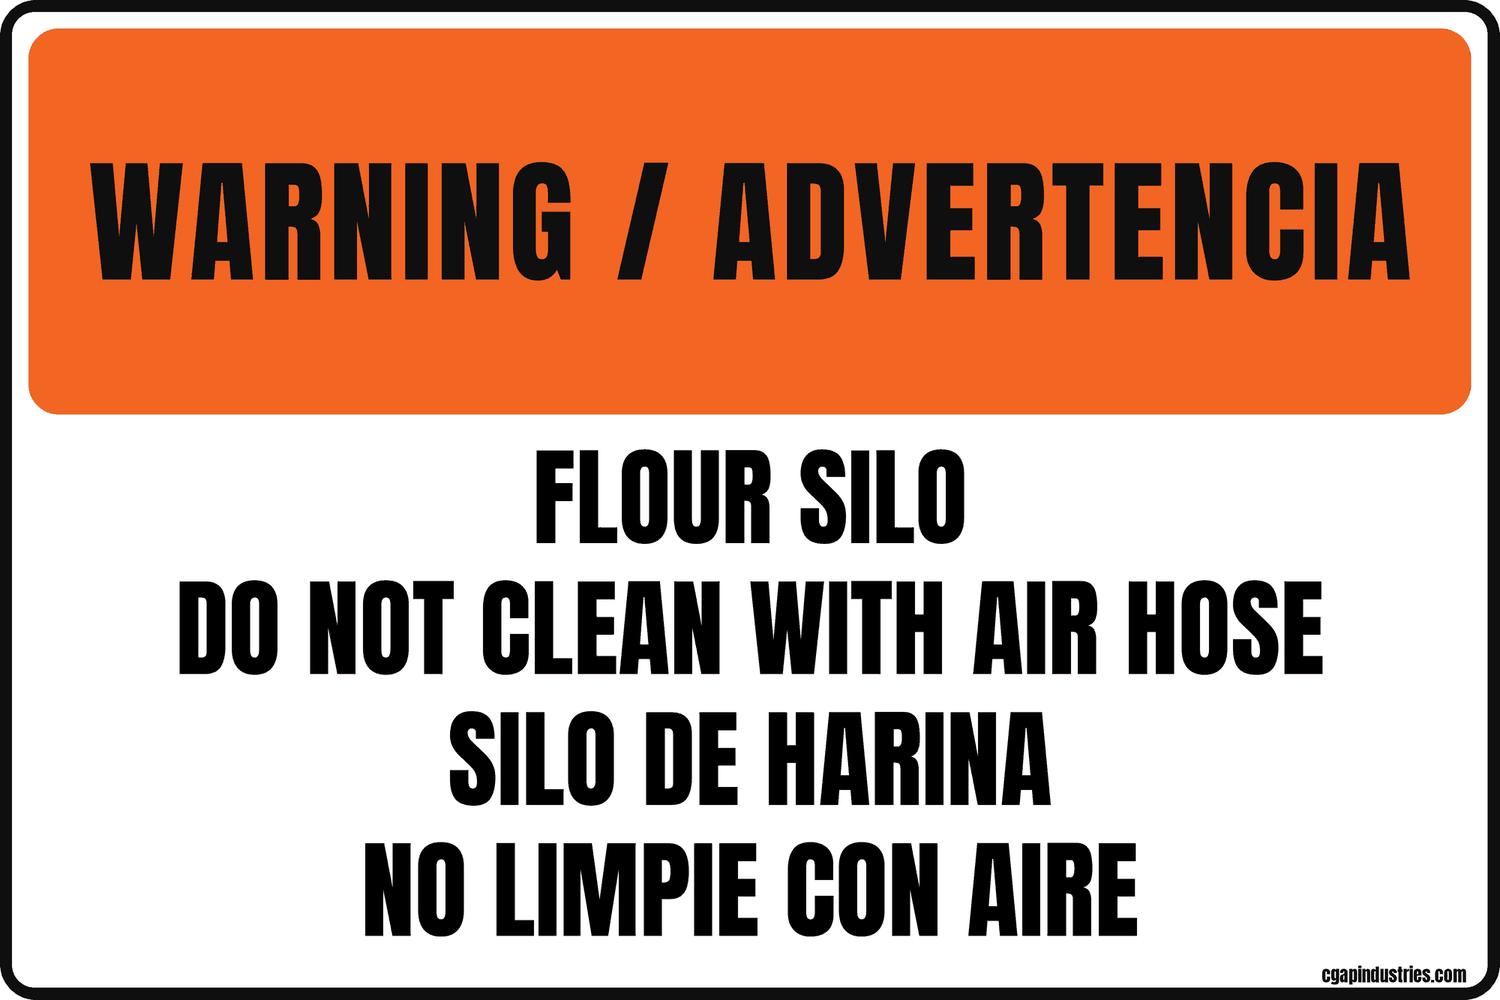 WARNING / ADVERTENCIA
FLOUR SILO
DO NOT CLEAN WITH AIR HOSE
SILO DE HARINA
NO LIMPIE CON AIRE
cgapindustries.com